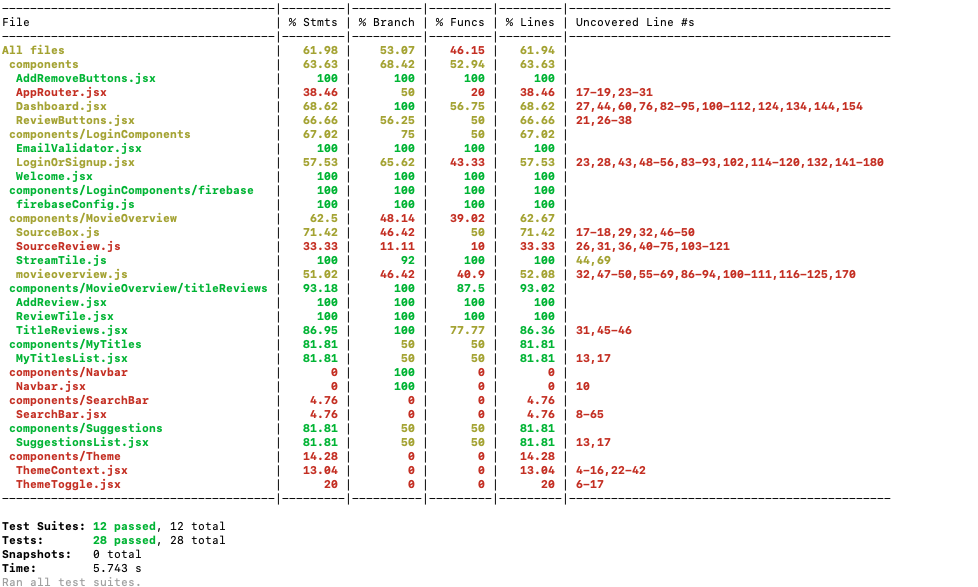 File | % Stmts | % Branch | % Funcs | % Lines | Uncovered Line #s
All files | 61.98 | 53.07 | 46.15 | 61.94 |
components | 63.63 | 68.42 | 52.94 | 63.63 |
AddRemoveButtons.jsx | 100 | 100 | 100 | 100 |
AppRouter.jsx | 38.46 | 50 | 20 | 38.46 | 17-19,23-31
Dashboard.jsx | 68.62 | 100 | 56.75 | 68.62 | 27,44,60,76,82-95,100-112,124,134,144,154
ReviewButtons.jsx | 66.66 | 56.25 | 50 | 66.66 | 21,26-38
components/LoginComponents | 67.02 | 75 | 50 | 67.02 |
EmailValidator.jsx | 100 | 100 | 100 | 100 |
LoginOrSignup.jsx | 57.53 | 65.62 | 43.33 | 57.53 | 23,28,43,48-56,83-93,102,114-120,132,141-180
Welcome.jsx | 100 | 100 | 100 | 100 |
components/LoginComponents/firebase | 100 | 100 | 100 | 100 |
firebaseConfig.js | 100 | 100 | 100 | 100 |
components/MovieOverview | 62.5 | 48.14 | 39.02 | 62.67 |
SourceBox.js | 71.42 | 46.42 | 50 | 71.42 | 17-18,29,32,46-50
SourceReview.js | 33.33 | 11.11 | 10 | 33.33 | 26,31,36,40-75,103-121
StreamTile.js | 100 | 92 | 100 | 100 | 44,69
movieoverview.js | 51.02 | 46.42 | 40.9 | 52.08 | 32,47-50,55-69,86-94,100-111,116-125,170
components/MovieOverview/titleReviews | 93.18 | 100 | 87.5 | 93.02 |
AddReview.jsx | 100 | 100 | 100 | 100 |
ReviewTile.jsx | 100 | 100 | 100 | 100 |
TitleReviews.jsx | 86.95 | 100 | 77.77 | 86.36 | 31,45-46
components/MyTitles | 81.81 | 50 | 50 | 81.81 |
MyTitlesList.jsx | 81.81 | 50 | 50 | 81.81 | 13,17
components/Navbar | 0 | 100 | 0 | 0 |
Navbar.jsx | 0 | 100 | 0 | 0 | 10
components/SearchBar | 4.76 | 0 | 0 | 4.76 |
SearchBar.jsx | 4.76 | 0 | 0 | 4.76 | 8-65
components/Suggestions | 81.81 | 50 | 50 | 81.81 |
SuggestionsList.jsx | 81.81 | 50 | 50 | 81.81 | 13,17
components/Theme | 14.28 | 0 | 0 | 14.28 |
ThemeContext.jsx | 13.04 | 0 | 0 | 13.04 | 4-16,22-42
ThemeToggle.jsx | 20 | 0 | 0 | 20 | 6-17
Test Suites: 12 passed, 12 total
Tests: 28 passed, 28 total
Snapshots: 0 total
Time: 5.743 s
Ran all test suites.